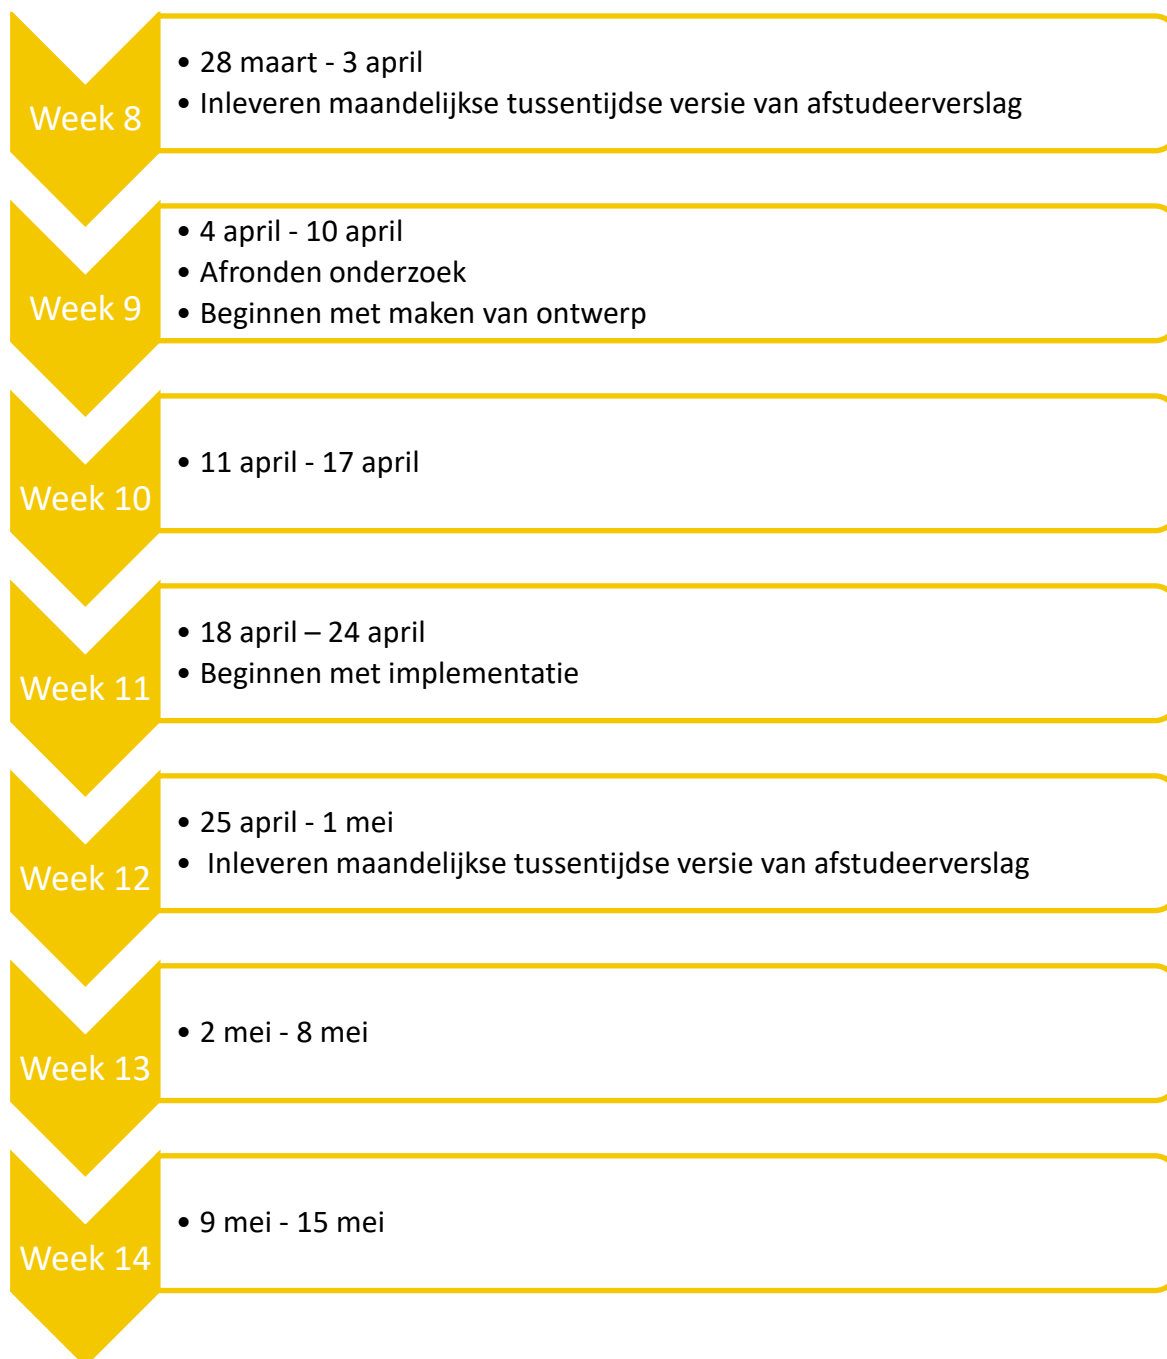 Week 8
• 28 maart - 3 april
• Inleveren maandelijkse tussentijdse versie van afstudeerverslag
Week 9
• 4 april - 10 april
• Afronden onderzoek
• Beginnen met maken van ontwerp
Week 10
• 11 april - 17 april
Week 11
• 18 april – 24 april
• Beginnen met implementatie
Week 12
• 25 april - 1 mei
• Inleveren maandelijkse tussentijdse versie van afstudeerverslag
Week 13
• 2 mei - 8 mei
Week 14
• 9 mei - 15 mei